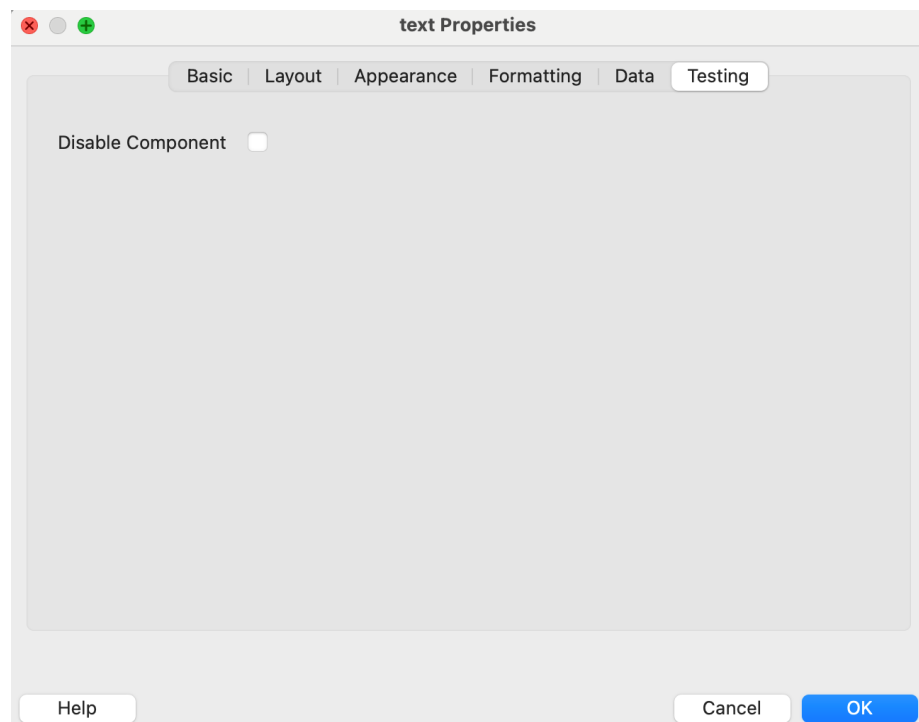 text Properties
Basic Layout Appearance Formatting Data Testing
Disable Component
Help Cancel OK